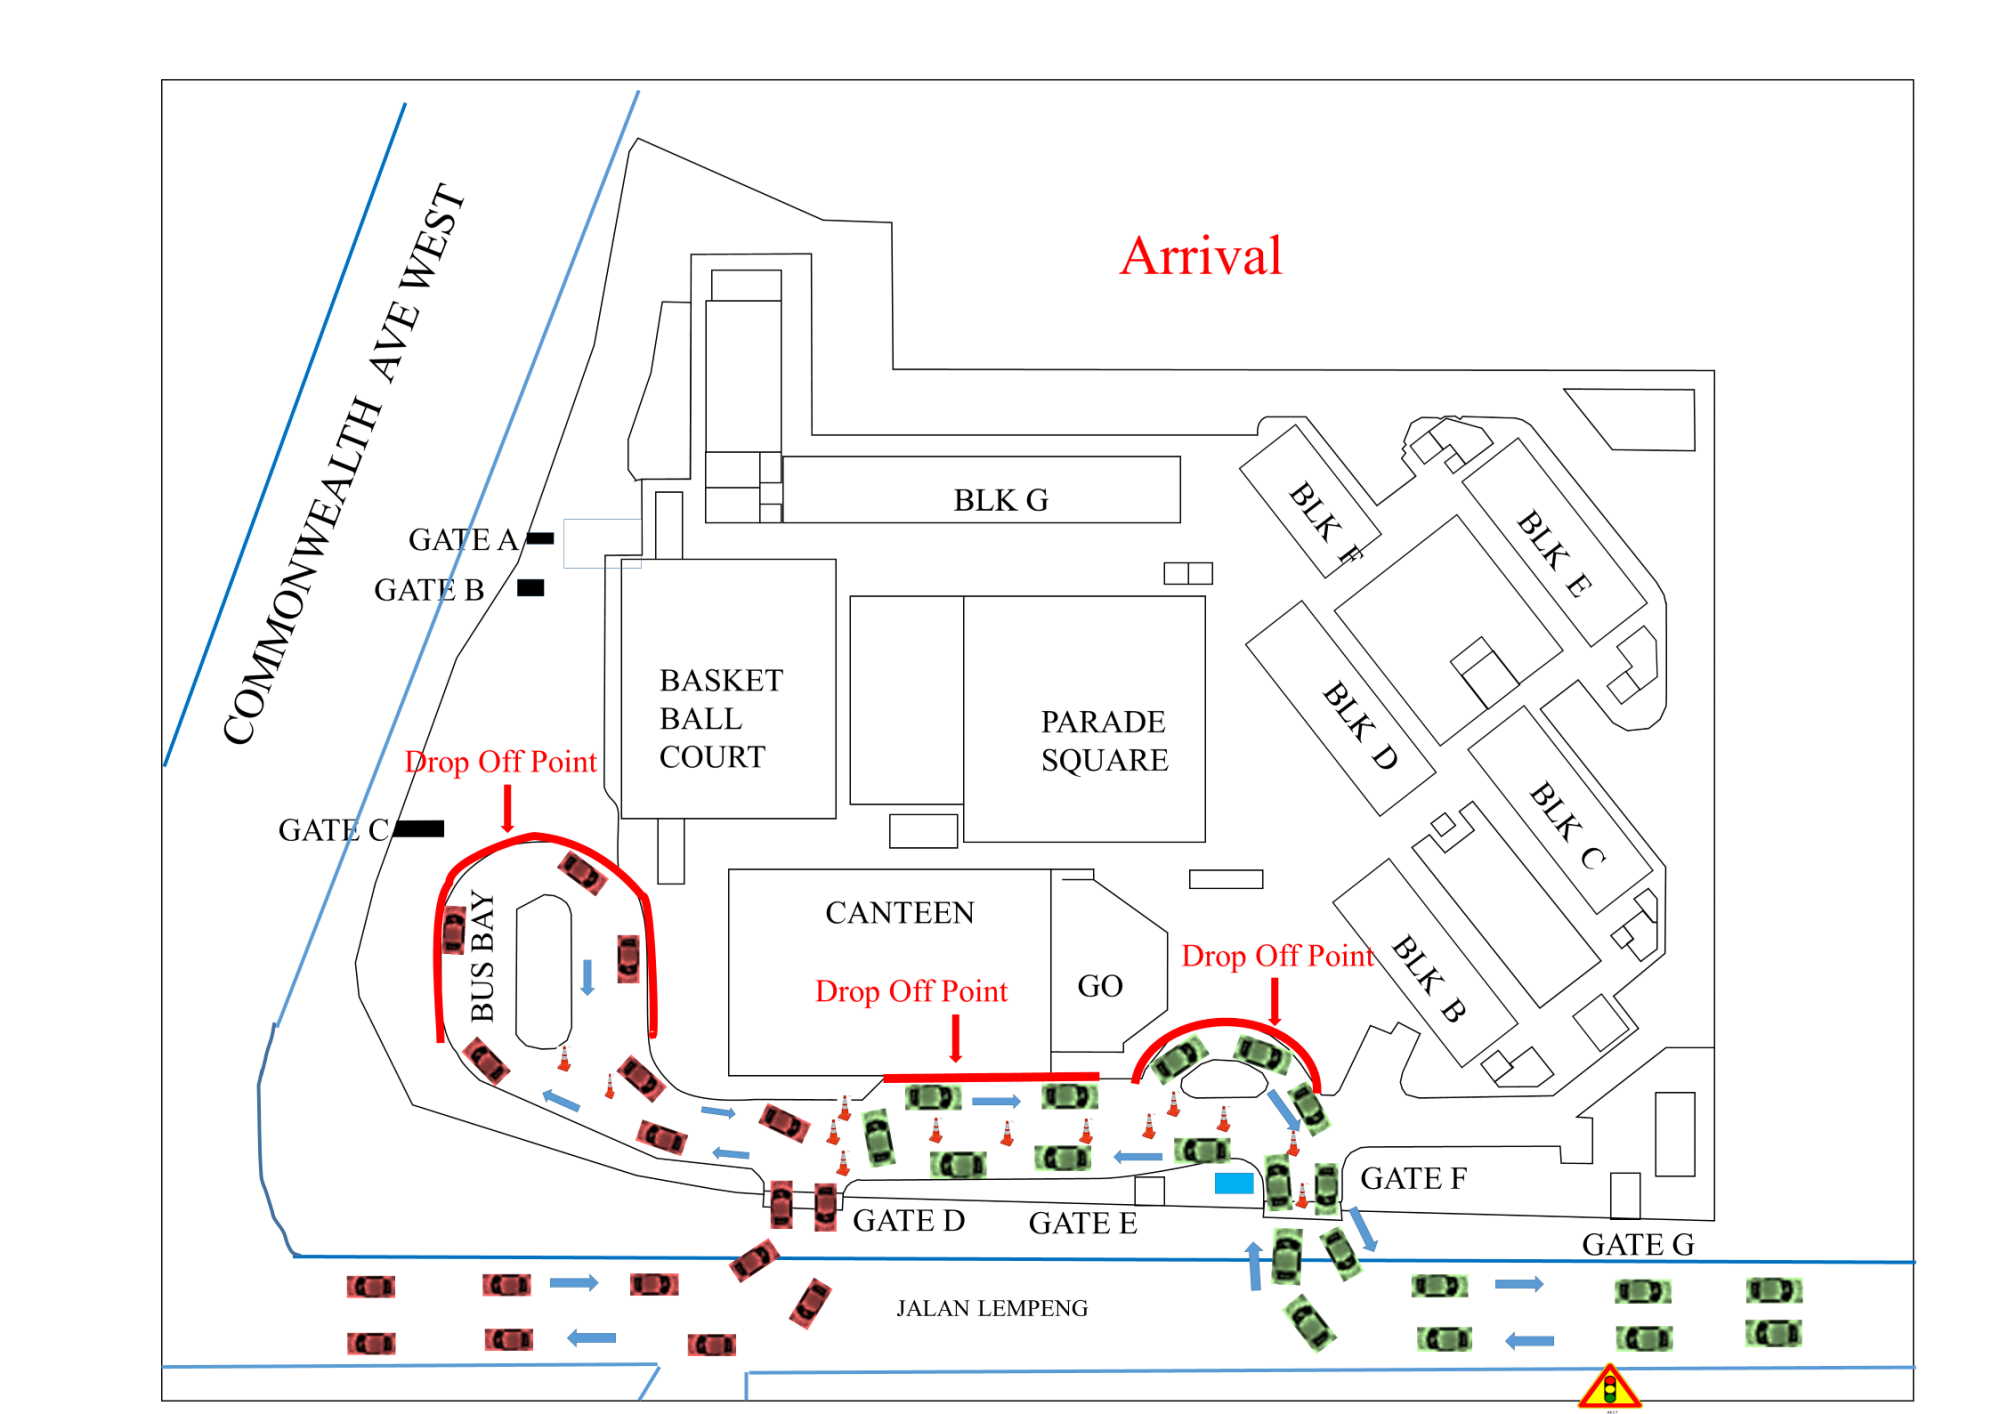 Arrival
COMMONWEALTH AVE WEST
BLK G
BLK F
BLK E
GATE A
GATE B
BASKET
BALL
COURT
PARADE
SQUARE
BLK D
Drop Off Point
GATE C
BLK C
CANTEEN
BUS BAY
Drop Off Point
GO
Drop Off Point
BLK B
GATE D
GATE E
GATE F
GATE G
JALAN LEMPENG